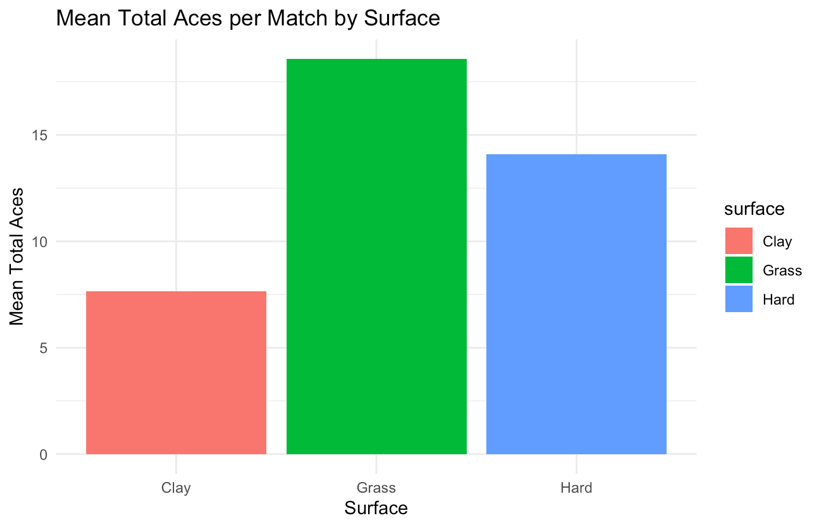 Mean Total Aces per Match by Surface
Mean Total Aces
15
10
5
0
Clay
Grass
Hard
Surface
surface
Clay
Grass
Hard